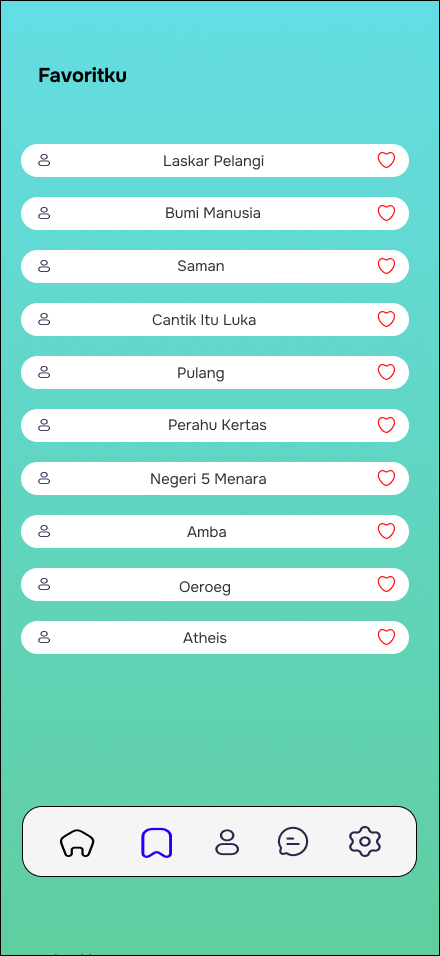 Favoritku
Laskar Pelangi
Bumi Manusia
Saman
Cantik Itu Luka
Pulang
Perahu Kertas
Negeri 5 Menara
Amba
Oeroeg
Atheis